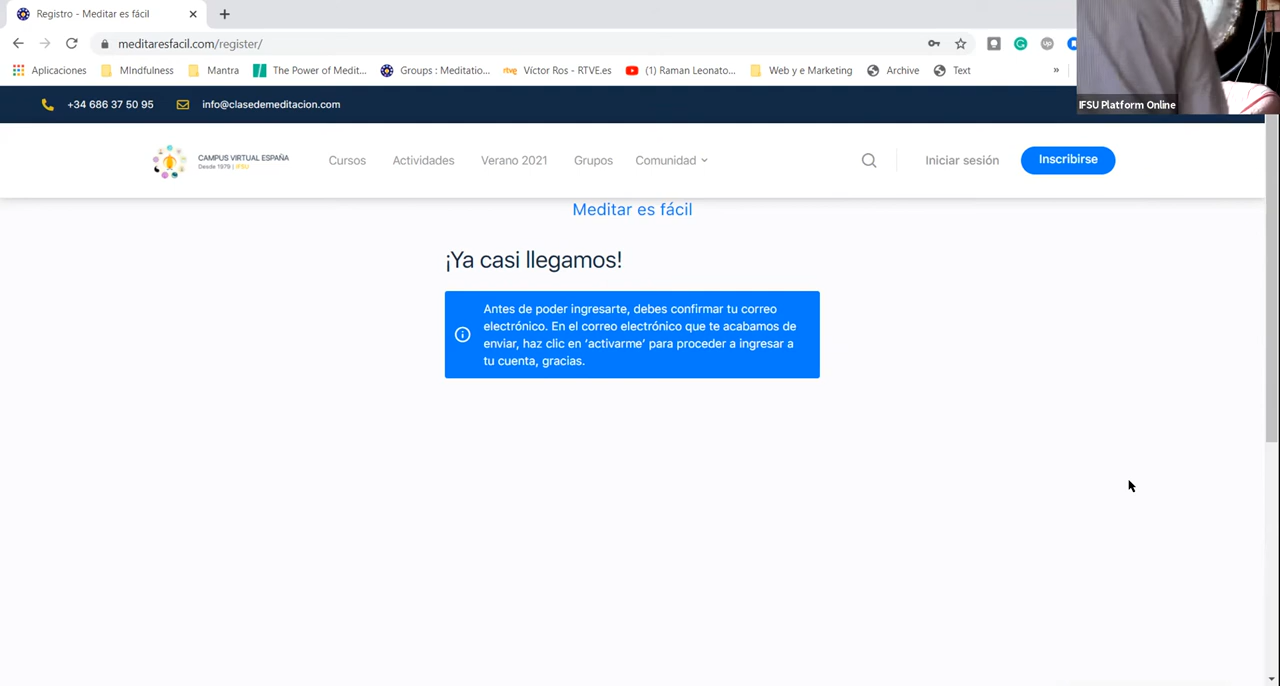 Registro - Meditar es fácil
meditaresfacil.com/register/
Aplicaciones MIndfulness Mantra The Power of Medit... Groups : Meditatio... Víctor Ros - RTVE.es (1) Raman Leonato... Web y e Marketing Archive Text »
IFSU Platform Online
+34 686 37 50 95 info@clasedemeditacion.com
CAMPUS VIRTUAL ESPAÑA
Desde 1979 | IFSU
Cursos Actividades Verano 2021 Grupos Comunidad Iniciar sesión Inscribirse
Meditar es fácil
¡Ya casi llegamos!
Antes de poder ingresarte, debes confirmar tu correo
electrónico. En el correo electrónico que te acabamos de
enviar, haz clic en ‘activarme’ para proceder a ingresar a
tu cuenta, gracias.